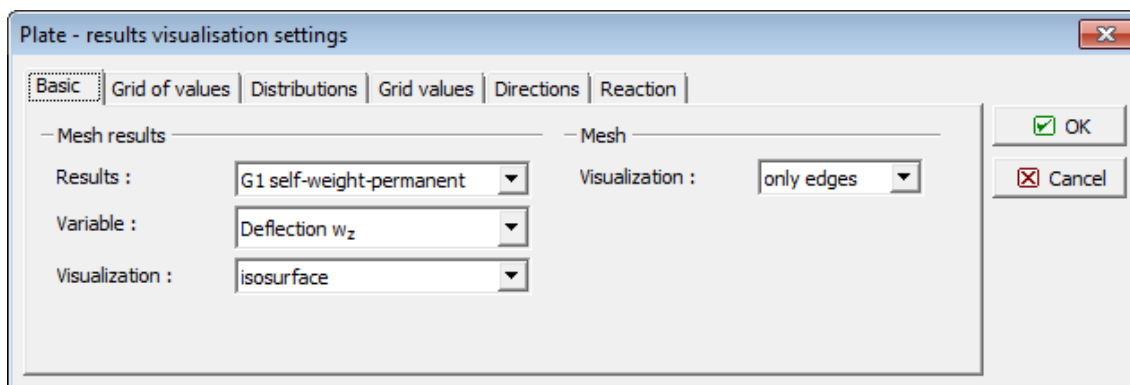 Plate - results visualisation settings
Basic Grid of values Distributions Grid values Directions Reaction
Mesh results
Results : G1 self-weight-permanent
Variable : Deflection wz
Visualization : isosurface
Mesh
Visualization : only edges
OK
Cancel